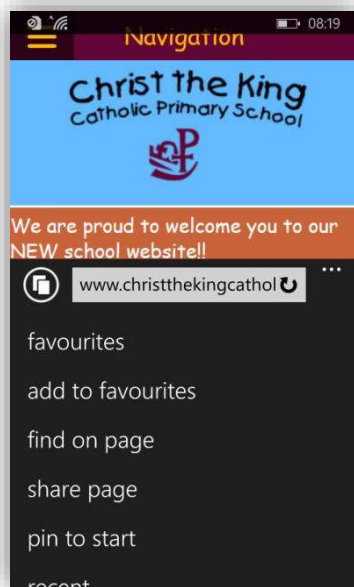 08:19
Navigation
Christ the King
Catholic Primary School
We are proud to welcome you to our
NEW school website!!
www.christthekingcathol
favourites
add to favourites
find on page
share page
pin to start
recent